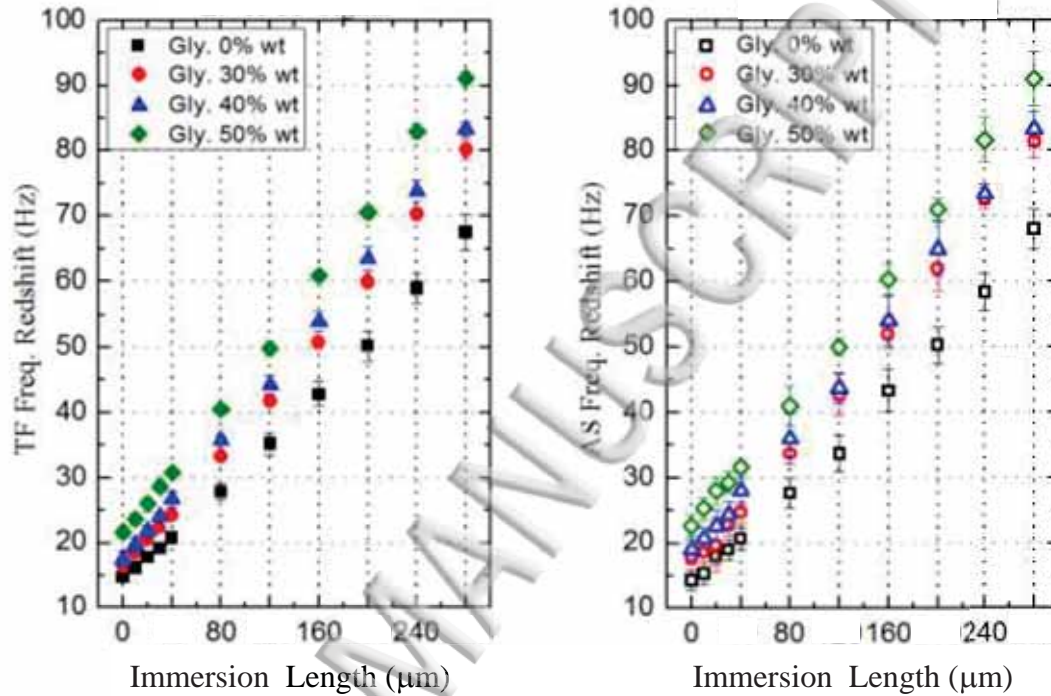 100
90
80
70
60
50
40
30
20
10
TF Freq. Redshift (Hz)
Gly. 0% wt
Gly. 30% wt
Gly. 40% wt
Gly. 50% wt
0 80 160 240
Immersion Length (μm)
100
90
80
70
60
50
40
30
20
10
AS Freq. Redshift (Hz)
Gly. 0% wt
Gly. 30% wt
Gly. 40% wt
Gly. 50% wt
0 80 160 240
Immersion Length (μm)
MANUSCRIPT